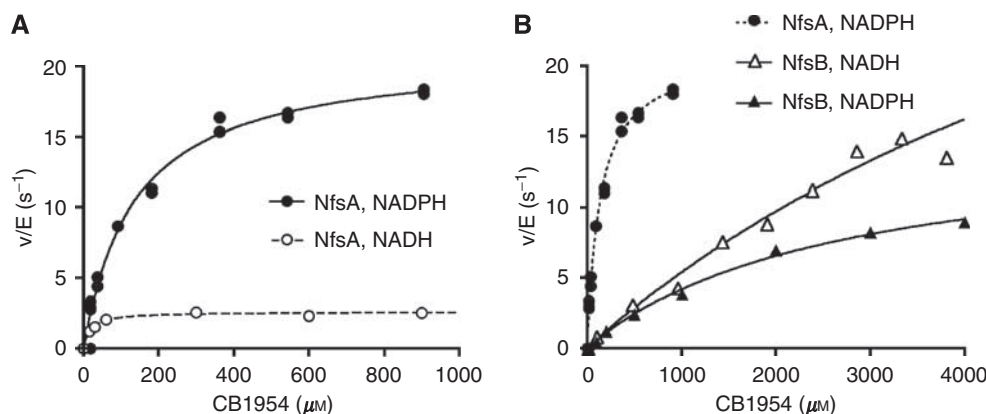 A
v/E (s⁻¹)
20
15
10
5
0
0 200 400 600 800 1000
CB1954 (μM)
NfsA, NADPH
NfsA, NADH
B
NfsA, NADPH
NfsB, NADH
NfsB, NADPH
v/E (s⁻¹)
20
15
10
5
0
0 1000 2000 3000 4000
CB1954 (μM)